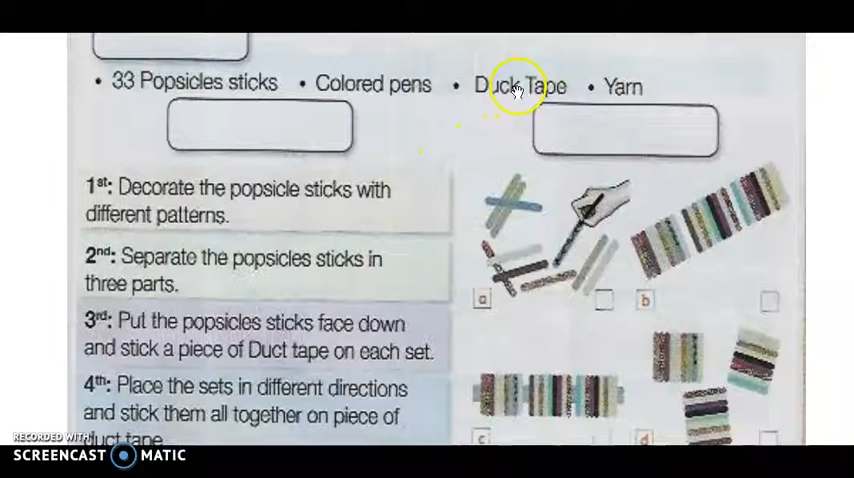 • 33 Popsicles sticks • Colored pens • Duck Tape • Yarn
1st: Decorate the popsicle sticks with
different patterns.
2nd: Separate the popsicles sticks in
three parts.
3rd: Put the popsicles sticks face down
and stick a piece of Duct tape on each set.
4th: Place the sets in different directions
and stick them all together on piece of
duct tape
a
b
c
d
RECORDED WITH
SCREENCAST MATIC